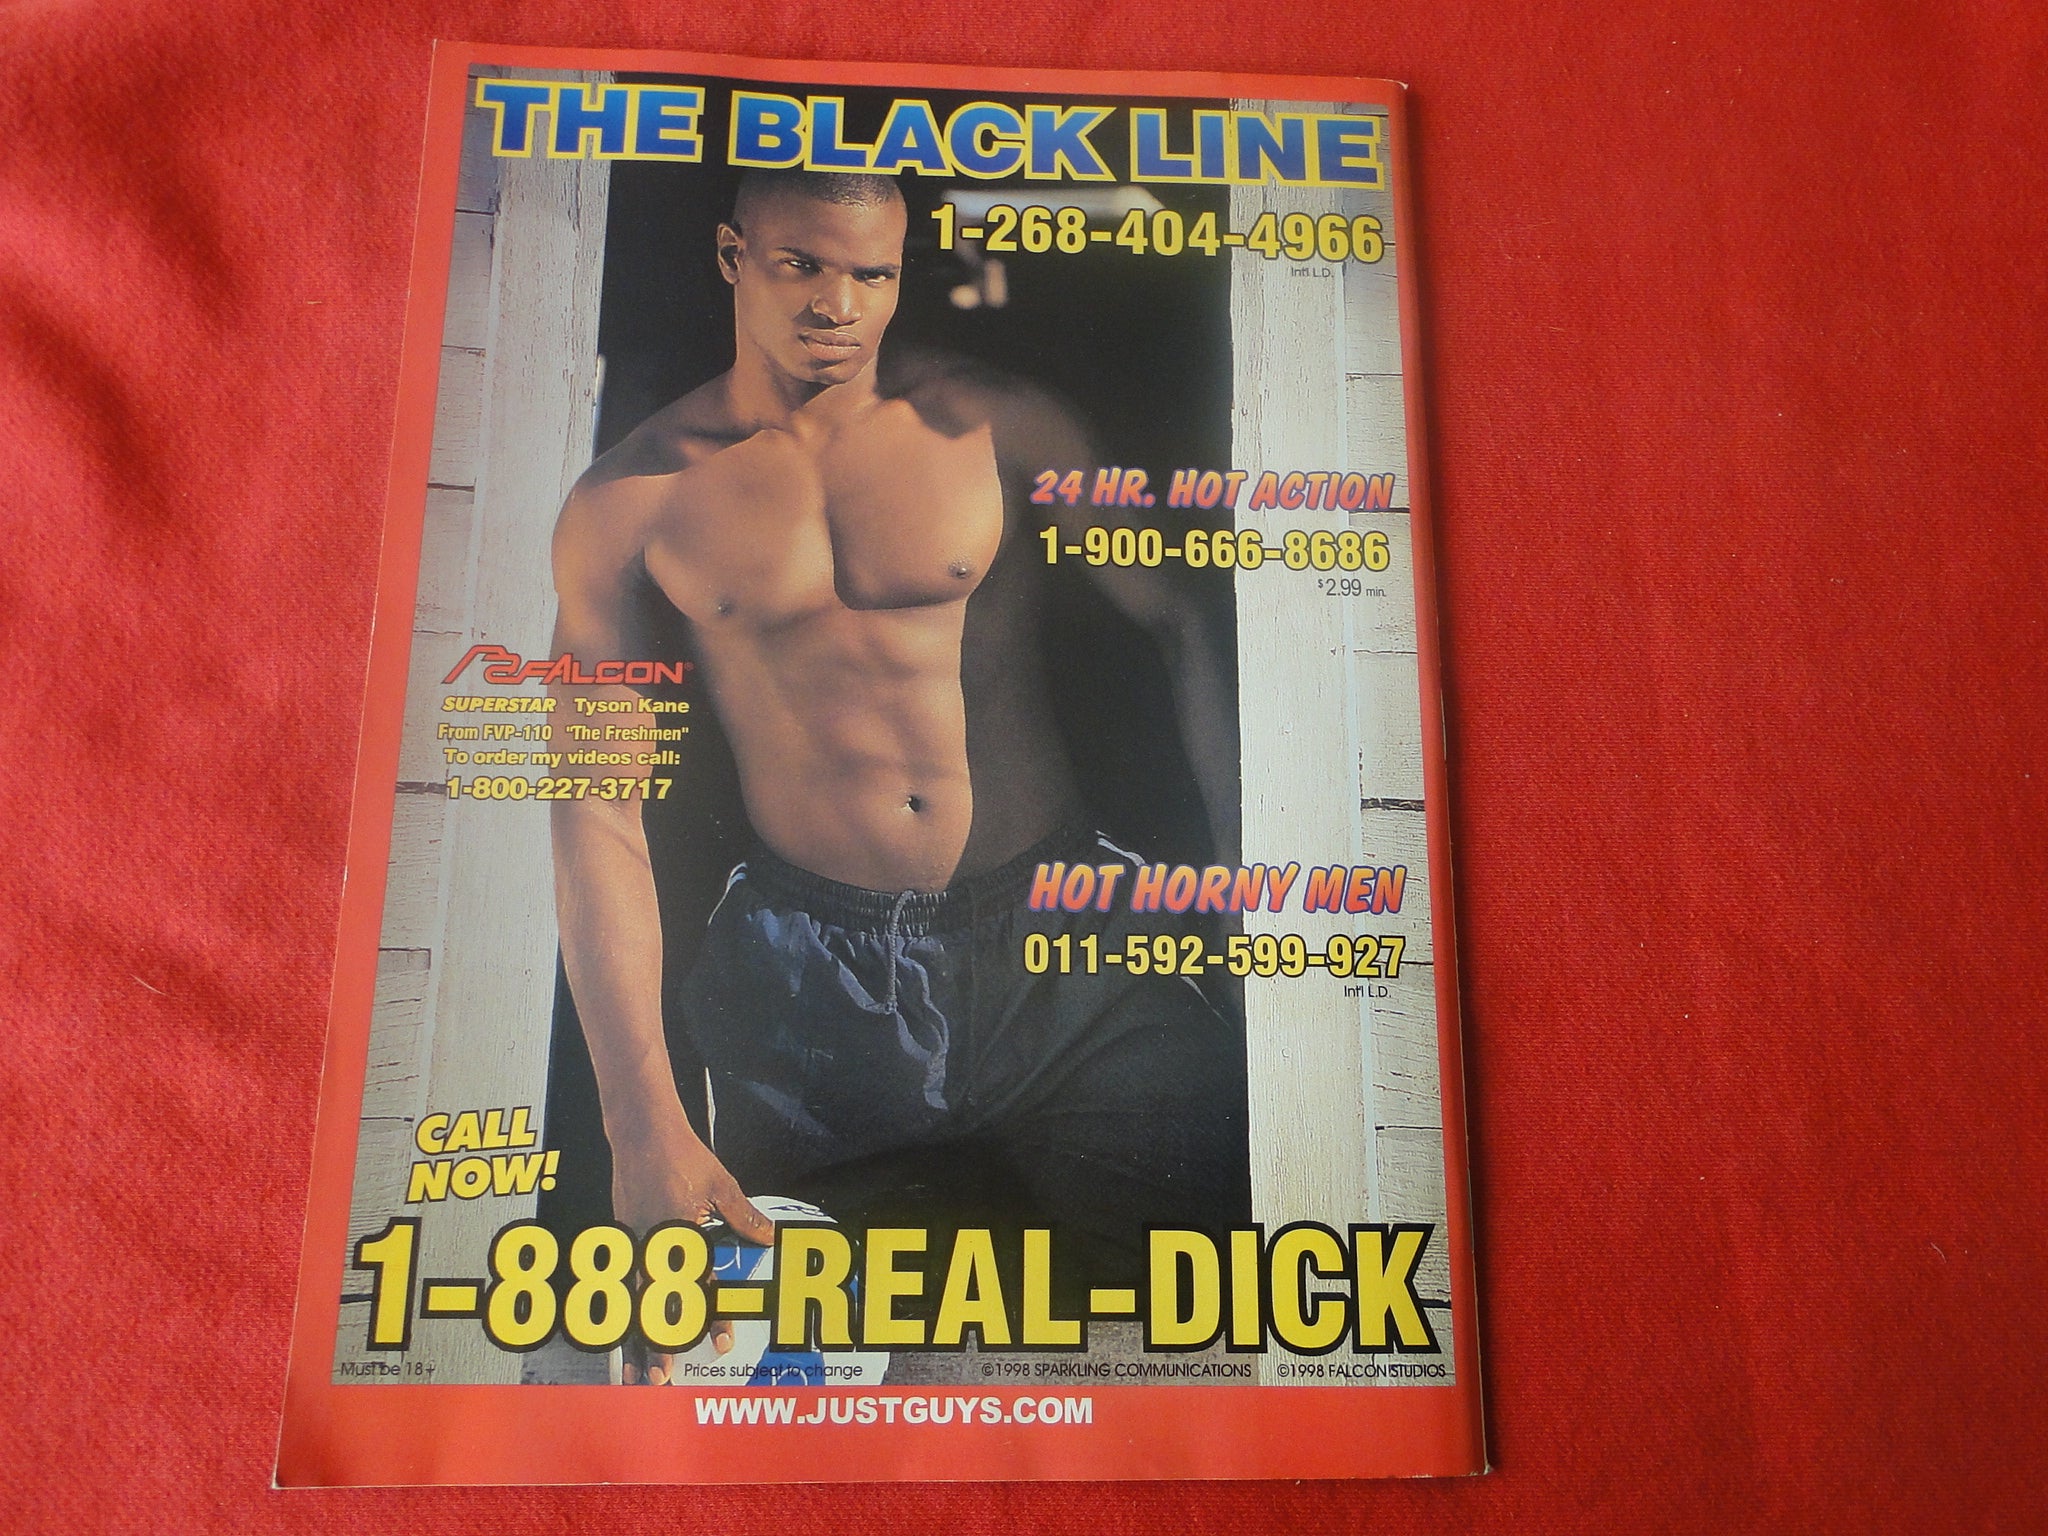 THE BLACK LINE
1-268-404-4966
Int'l L.D.
24 HR. HOT ACTION
1-900-666-8686
$2.99 min.
FALCON®
SUPERSTAR Tyson Kane
From FVP-110 "The Freshmen"
To order my videos call:
1-800-227-3717
HOT HORNY MEN
011-592-599-927
Int'l L.D.
CALL
NOW!
1-888-REAL-DICK
Must be 18+ Prices subject to change ©1998 SPARKLING COMMUNICATIONS ©1998 FALCON STUDIOS
WWW.JUSTGUYS.COM